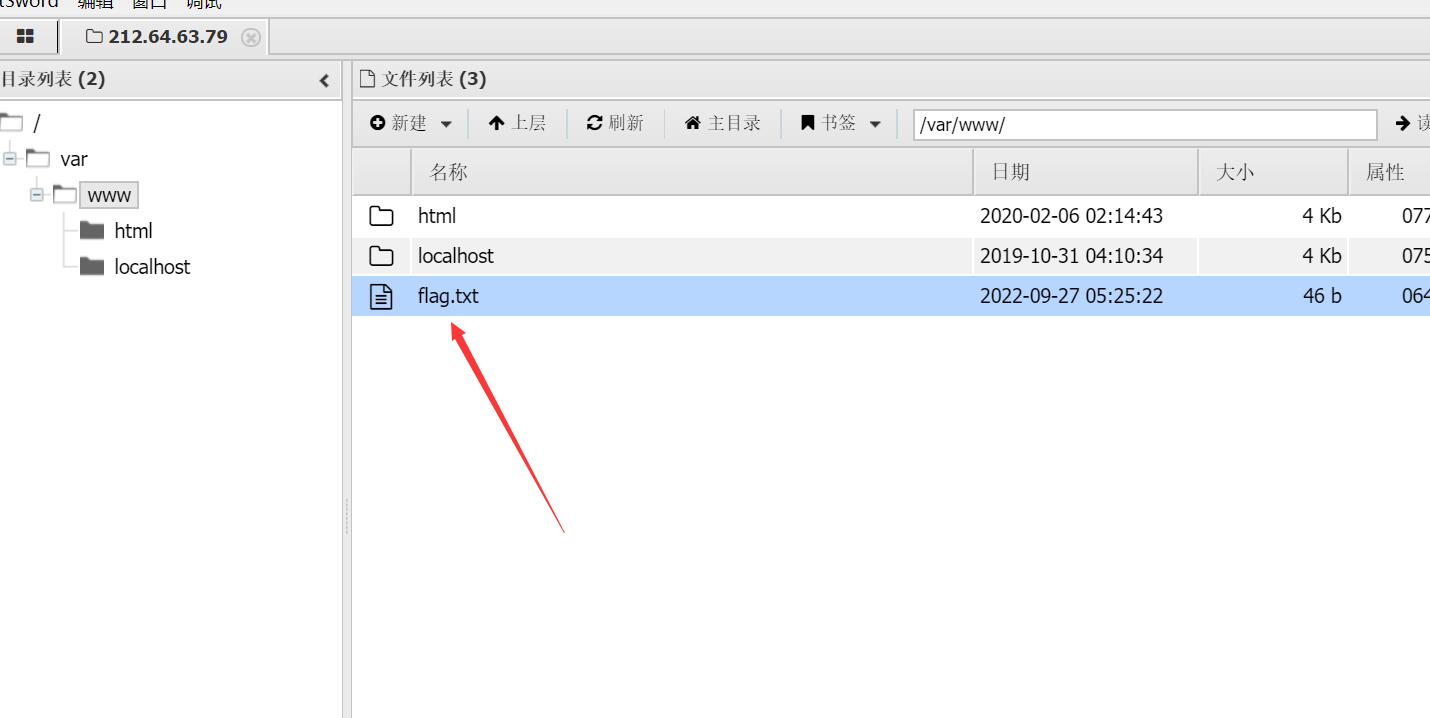 tSword 编辑 窗口 调试
212.64.63.79
目录列表 (2)
/
var
www
html
localhost
文件列表 (3)
新建 上层 刷新 主目录 书签 /var/www/ 读
名称 日期 大小 属性
html 2020-02-06 02:14:43 4 Kb 077
localhost 2019-10-31 04:10:34 4 Kb 075
flag.txt 2022-09-27 05:25:22 46 b 064